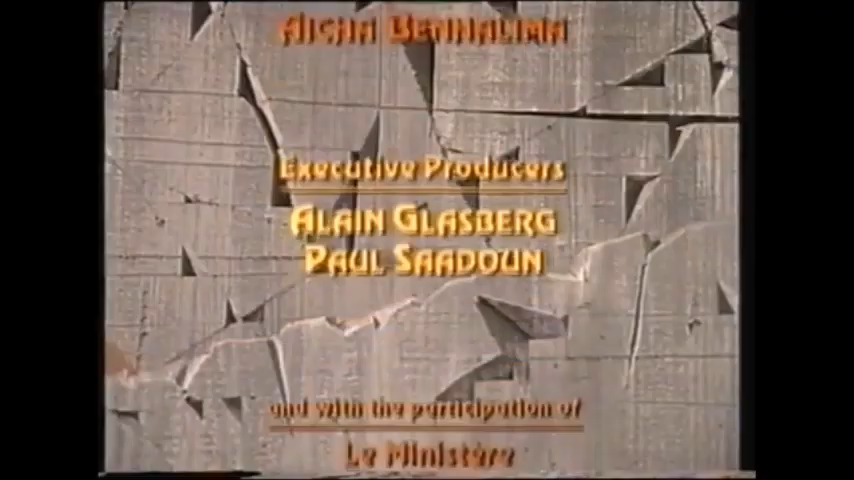 AICHA BENHALIMA
Executive Producers
ALAIN GLASBERG
PAUL SAADOUN
and with the participation of
Le Ministère